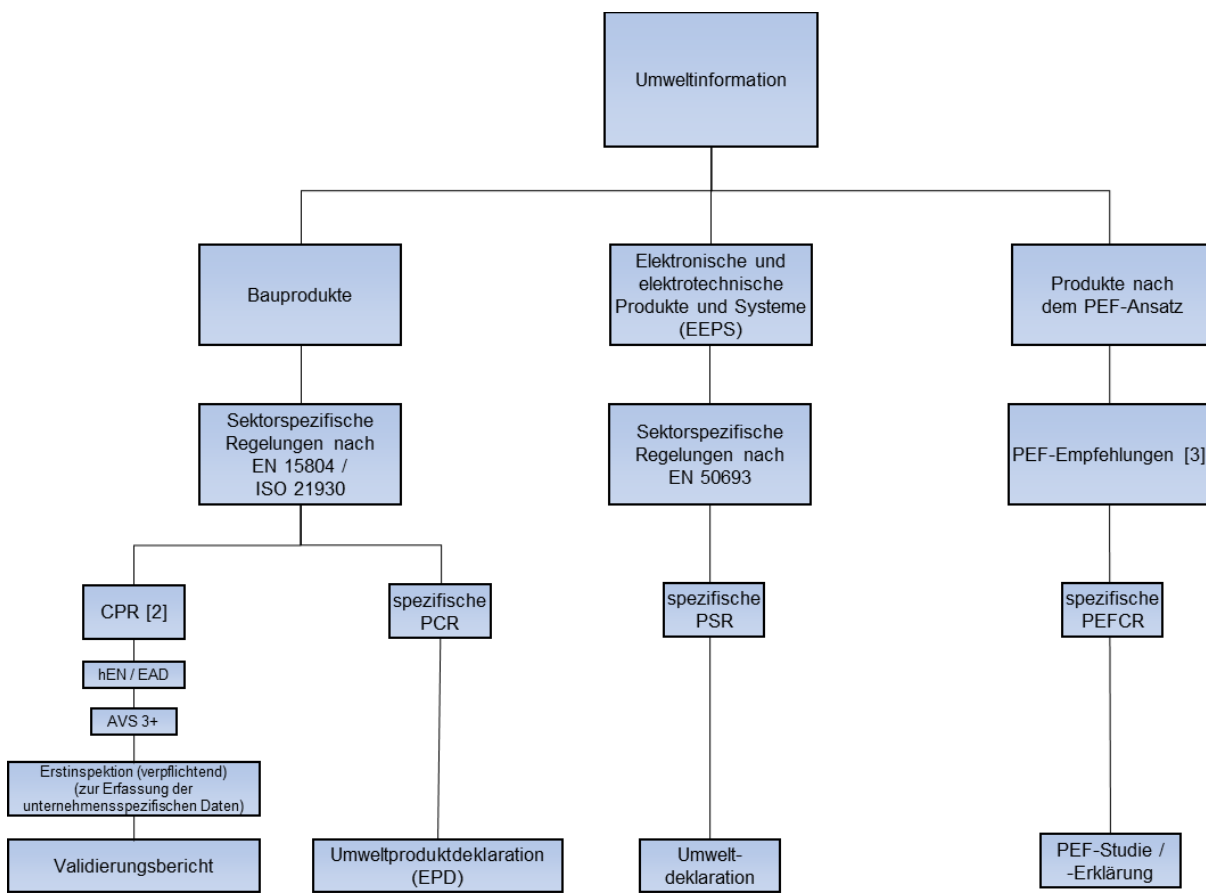 Umweltinformation
Bauprodukte
Elektronische und
elektrotechnische
Produkte und Systeme
(EEPS)
Produkte nach
dem PEF-Ansatz
Sektorspezifische
Regelungen nach
EN 15804 /
ISO 21930
Sektorspezifische
Regelungen nach
EN 50693
PEF-Empfehlungen [3]
CPR [2]
spezifische
PCR
spezifische
PSR
spezifische
PEFCR
hEN / EAD
AVS 3+
Erstinspektion (verpflichtend)
(zur Erfassung der
unternehmensspezifischen Daten)
Validierungsbericht
Umweltproduktdeklaration
(EPD)
Umwelt-
deklaration
PEF-Studie /
-Erklärung